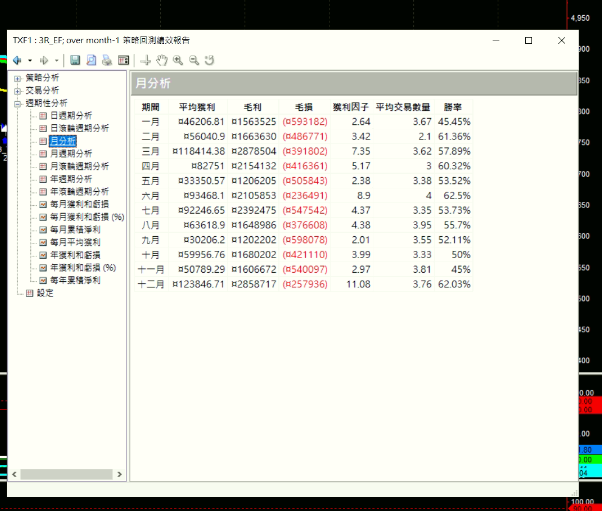 TXF1 : 3R_EF; over month-1 策略回測績效報告
策略分析
交易分析
週期性分析
日週期分析
日滾輪週期分析
月分析
月週期分析
月滾輪週期分析
年週期分析
年滾輪週期分析
每月獲利和虧損
每月獲利和虧損 (%)
每月累積淨利
每月平均獲利
年獲利和虧損
年獲利和虧損 (%)
每年累積淨利
設定
月分析
期間 平均獲利 毛利 毛損 獲利因子 平均交易數量 勝率
一月 ¤46206.81 ¤1563525 (¤593182) 2.64 3.67 45.45%
二月 ¤56040.9 ¤1663630 (¤486771) 3.42 2.1 61.36%
三月 ¤118414.38 ¤2878504 (¤391802) 7.35 3.62 57.89%
四月 ¤82751 ¤2154132 (¤416361) 5.17 3 60.32%
五月 ¤33350.57 ¤1206205 (¤505843) 2.38 3.38 53.52%
六月 ¤93468.1 ¤2105853 (¤236491) 8.9 4 62.5%
七月 ¤92246.65 ¤2392475 (¤547542) 4.37 3.35 53.73%
八月 ¤63618.9 ¤1648986 (¤376608) 4.38 3.95 55.7%
九月 ¤30206.2 ¤1202202 (¤598078) 2.01 3.55 52.11%
十月 ¤59956.76 ¤1680202 (¤421110) 3.99 3.33 50%
十一月 ¤50789.29 ¤1606672 (¤540097) 2.97 3.81 45%
十二月 ¤123846.71 ¤2858717 (¤257936) 11.08 3.76 62.03%
4,950
100.00